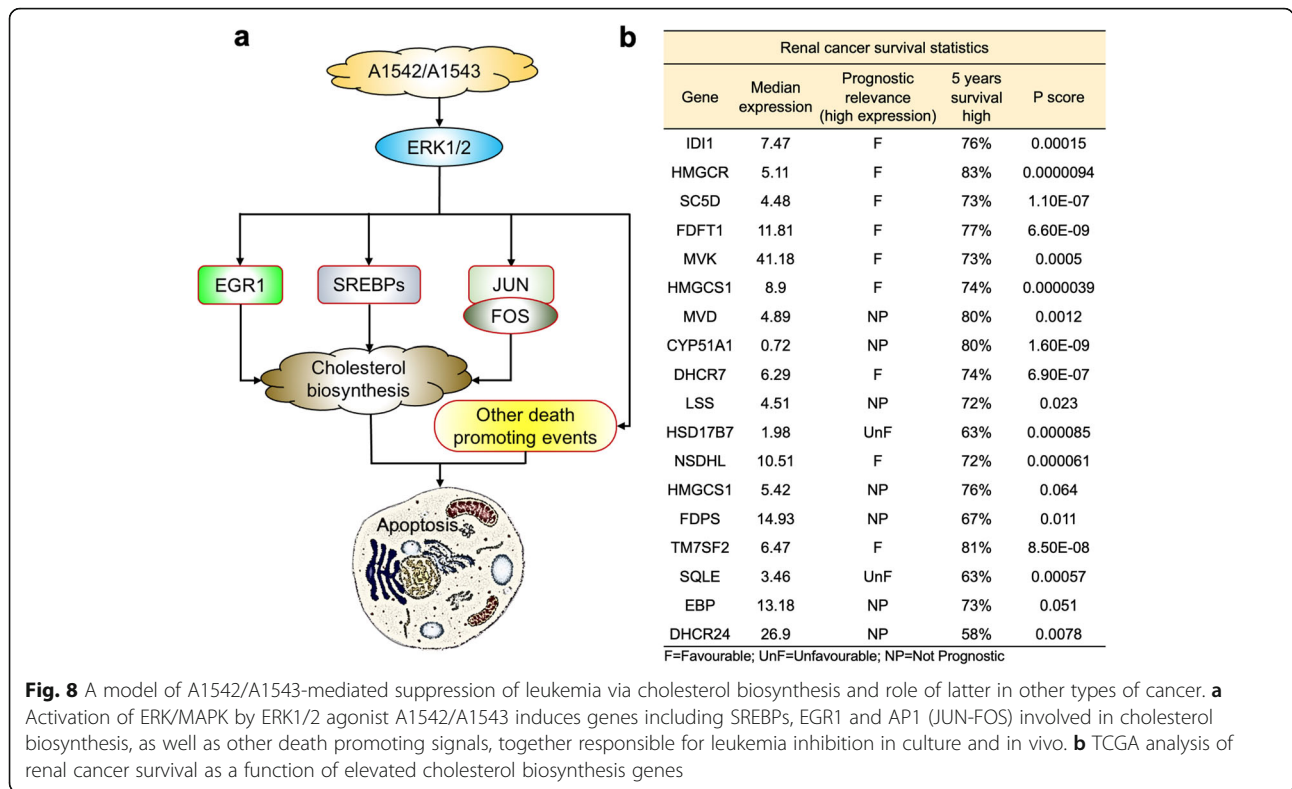 a
A1542/A1543
ERK1/2
EGR1
SREBPs
JUN
FOS
Cholesterol
biosynthesis
Other death
promoting events
Apoptosis
b
Renal cancer survival statistics
Gene Median expression Prognostic relevance (high expression) 5 years survival high P score
IDI1 7.47 F 76% 0.00015
HMGCR 5.11 F 83% 0.0000094
SC5D 4.48 F 73% 1.10E-07
FDFT1 11.81 F 77% 6.60E-09
MVK 41.18 F 73% 0.0005
HMGCS1 8.9 F 74% 0.0000039
MVD 4.89 NP 80% 0.0012
CYP51A1 0.72 NP 80% 1.60E-09
DHCR7 6.29 F 74% 6.90E-07
LSS 4.51 NP 72% 0.023
HSD17B7 1.98 UnF 63% 0.000085
NSDHL 10.51 F 72% 0.000061
HMGCS1 5.42 NP 76% 0.064
FDPS 14.93 NP 67% 0.011
TM7SF2 6.47 F 81% 8.50E-08
SQLE 3.46 UnF 63% 0.00057
EBP 13.18 NP 73% 0.051
DHCR24 26.9 NP 58% 0.0078
F=Favourable; UnF=Unfavourable; NP=Not Prognostic
Fig. 8 A model of A1542/A1543-mediated suppression of leukemia via cholesterol biosynthesis and role of latter in other types of cancer. a
Activation of ERK/MAPK by ERK1/2 agonist A1542/A1543 induces genes including SREBPs, EGR1 and AP1 (JUN-FOS) involved in cholesterol
biosynthesis, as well as other death promoting signals, together responsible for leukemia inhibition in culture and in vivo. b TCGA analysis of
renal cancer survival as a function of elevated cholesterol biosynthesis genes